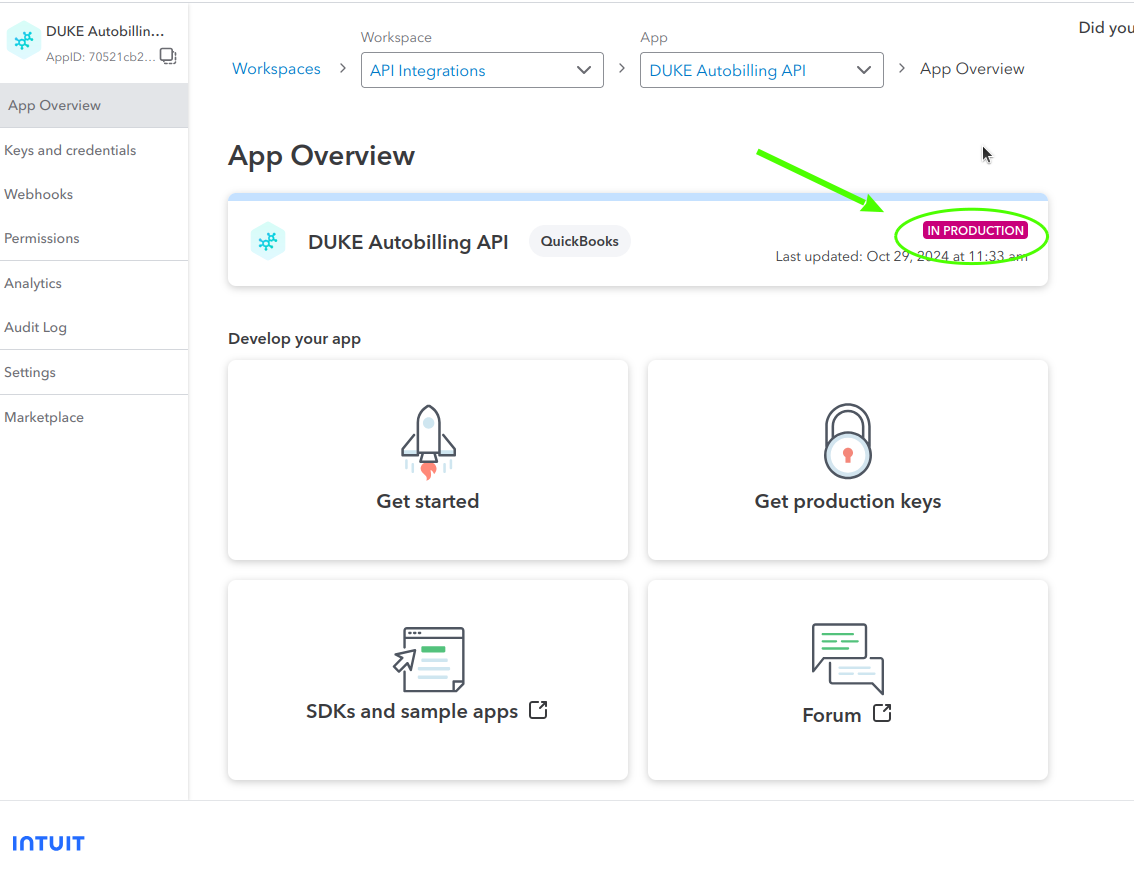 DUKE Autobillin...
AppID: 70521cb2...
App Overview
Keys and credentials
Webhooks
Permissions
Analytics
Audit Log
Settings
Marketplace
Did you
Workspace
App
Workspaces > API Integrations > DUKE Autobilling API > App Overview
App Overview
DUKE Autobilling API QuickBooks
IN PRODUCTION
Last updated: Oct 29, 2024 at 11:33 am
Develop your app
Get started
Get production keys
SDKs and sample apps
Forum
INTUIT